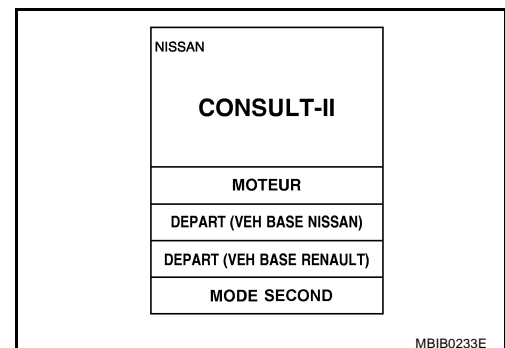 NISSAN
CONSULT-II
MOTEUR
DEPART (VEH BASE NISSAN)
DEPART (VEH BASE RENAULT)
MODE SECOND
MBIB0233E